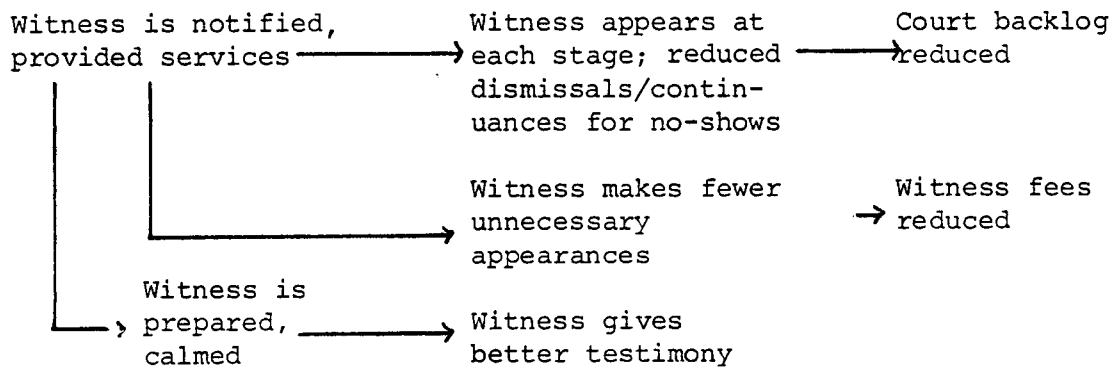 Witness is notified,
provided services
Witness appears at
each stage; reduced
dismissals/contin-
uances for no-shows
Court backlog
reduced
Witness makes fewer
unnecessary
appearances
Witness fees
reduced
Witness is
prepared,
calmed
Witness gives
better testimony